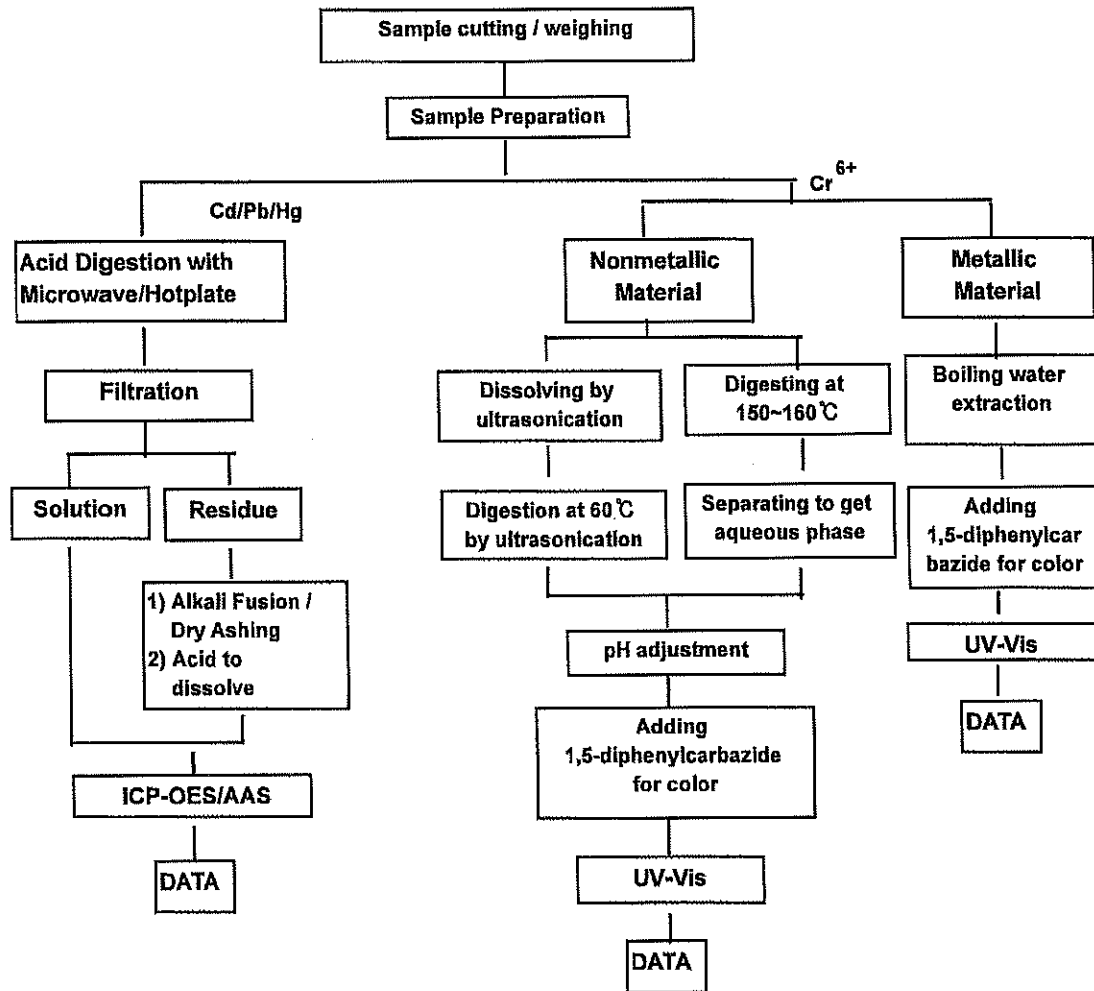 Sample cutting / weighing
Sample Preparation
Cr6+
Cd/Pb/Hg
Acid Digestion with
Microwave/Hotplate
Nonmetallic
Material
Metallic
Material
Filtration
Dissolving by
ultrasonication
Digesting at
150~160℃
Boiling water
extraction
Solution
Residue
Digestion at 60℃
by ultrasonication
Separating to get
aqueous phase
Adding
1,5-diphenylcar
bazide for color
1) Alkali Fusion /
Dry Ashing
2) Acid to
dissolve
pH adjustment
UV-Vis
DATA
Adding
1,5-diphenylcarbazide
for color
ICP-OES/AAS
DATA
UV-Vis
DATA